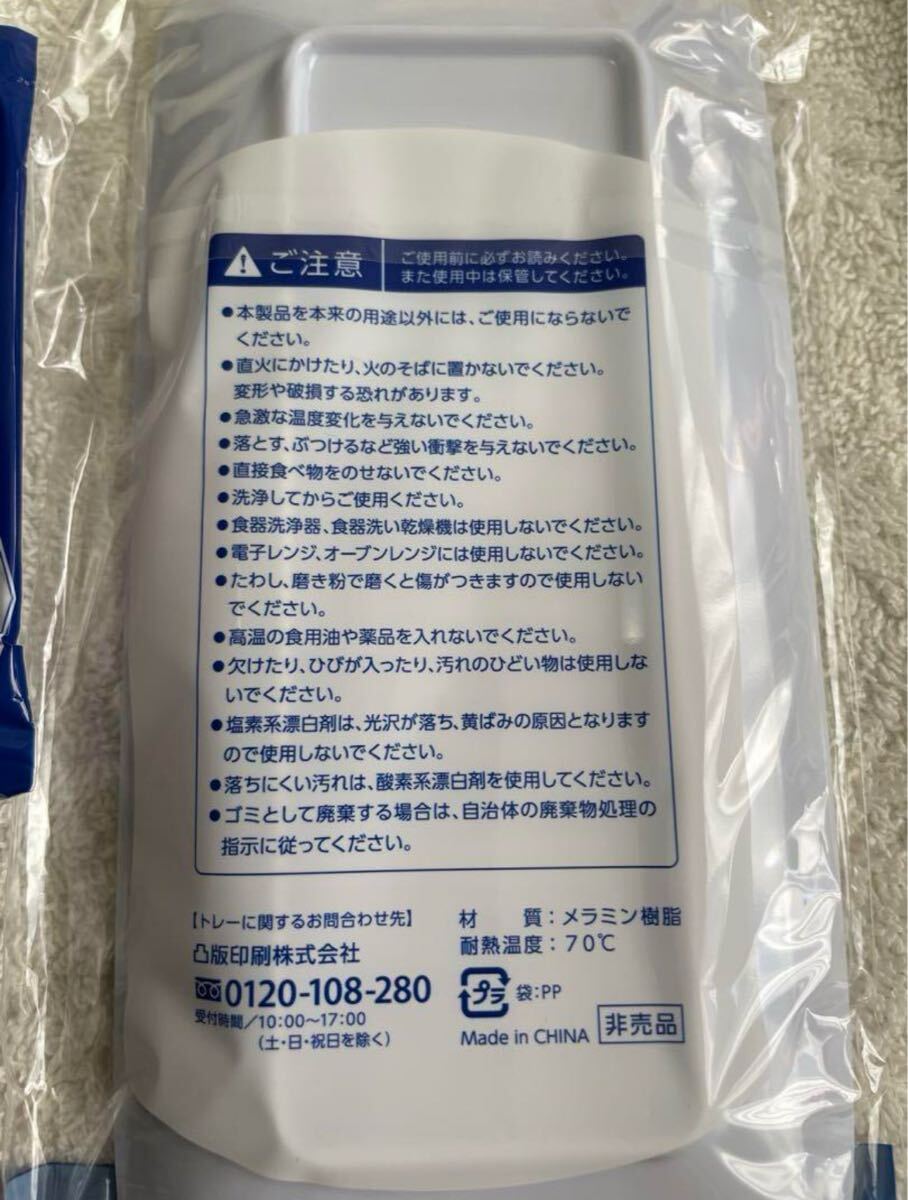 ご注意
ご使用前に必ずお読みください。
また使用中は保管してください。
●本製品を本来の用途以外には、ご使用にならないで
ください。
●直火にかけたり、火のそばに置かないでください。
変形や破損する恐れがあります。
●急激な温度変化を与えないでください。
●落とす、ぶつけるなど強い衝撃を与えないでください。
●直接食べ物をのせないでください。
●洗浄してからご使用ください。
●食器洗浄器、食器洗い乾燥機は使用しないでください。
●電子レンジ、オーブンレンジには使用しないでください。
●たわし、磨き粉で磨くと傷がつきますので使用しない
でください。
●高温の食用油や薬品を入れないでください。
●欠けたり、ひびが入ったり、汚れのひどい物は使用しな
いでください。
●塩素系漂白剤は、光沢が落ち、黄ばみの原因となります
ので使用しないでください。
●落ちにくい汚れは、酸素系漂白剤を使用してください。
●ゴミとして廃棄する場合は、自治体の廃棄物処理の
指示に従ってください。
【トレーに関するお問合わせ先】
凸版印刷株式会社
0120-108-280
受付時間/10:00〜17:00
(土・日・祝日を除く)
材 質:メラミン樹脂
耐熱温度:70℃
プラ 袋:PP
Made in CHINA 非売品